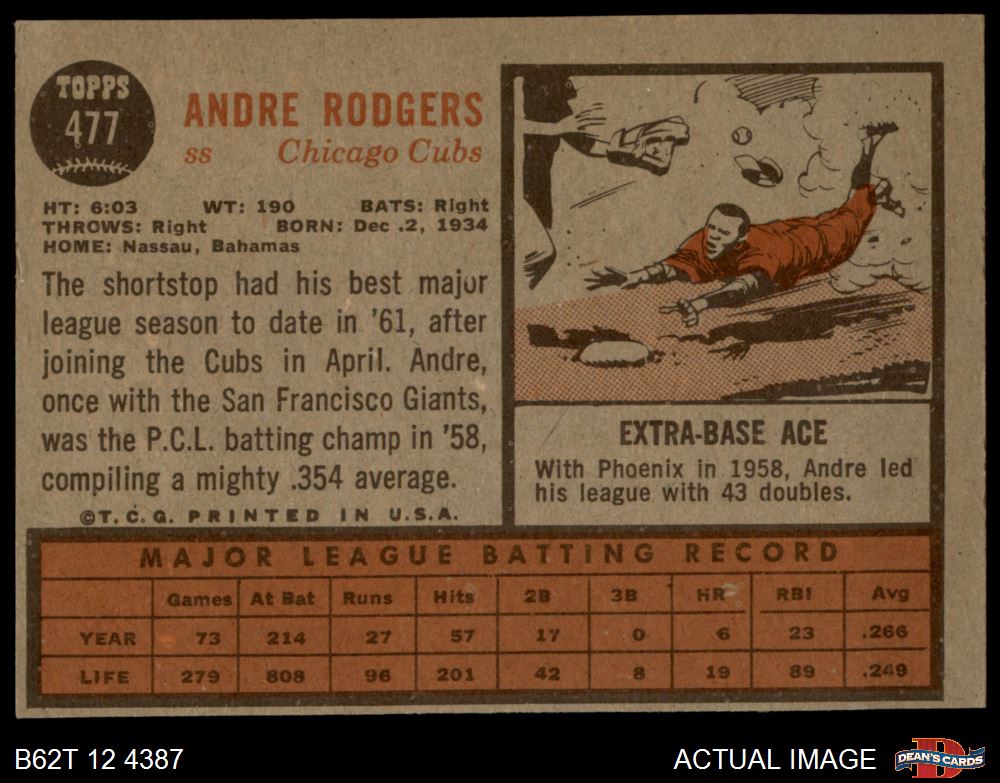 TOPPS
477
ANDRE RODGERS
ss Chicago Cubs
HT: 6:03 WT: 190 BATS: Right
THROWS: Right BORN: Dec .2, 1934
HOME: Nassau, Bahamas
The shortstop had his best major
league season to date in '61, after
joining the Cubs in April. Andre,
once with the San Francisco Giants,
was the P.C.L. batting champ in '58,
compiling a mighty .354 average.
©T.C.G. PRINTED IN U.S.A.
EXTRA-BASE ACE
With Phoenix in 1958, Andre led
his league with 43 doubles.
MAJOR LEAGUE BATTING RECORD
Games At Bat Runs Hits 2B 3B HR RBI Avg
YEAR 73 214 27 57 17 0 6 23 .266
LIFE 279 808 96 201 42 8 19 89 .249
B62T 12 4387
ACTUAL IMAGE
D
DEAN'S CARDS